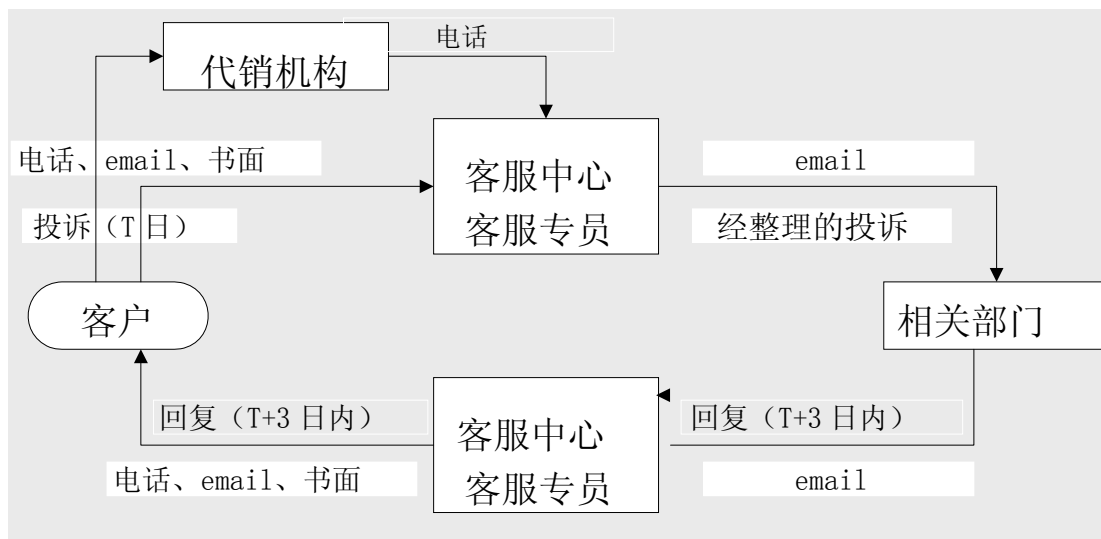 电话
代销机构
电话、email、书面
投诉（T 日）
客服中心
客服专员
email
经整理的投诉
客户
相关部门
回复（T+3 日内）
电话、email、书面
客服中心
客服专员
回复（T+3 日内）
email